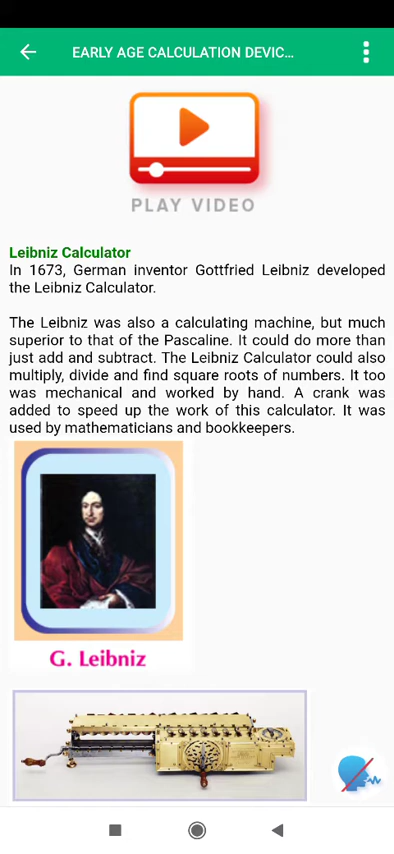 EARLY AGE CALCULATION DEVIC...
PLAY VIDEO
Leibniz Calculator
In 1673, German inventor Gottfried Leibniz developed
the Leibniz Calculator.
The Leibniz was also a calculating machine, but much
superior to that of the Pascaline. It could do more than
just add and subtract. The Leibniz Calculator could also
multiply, divide and find square roots of numbers. It too
was mechanical and worked by hand. A crank was
added to speed up the work of this calculator. It was
used by mathematicians and bookkeepers.
G. Leibniz